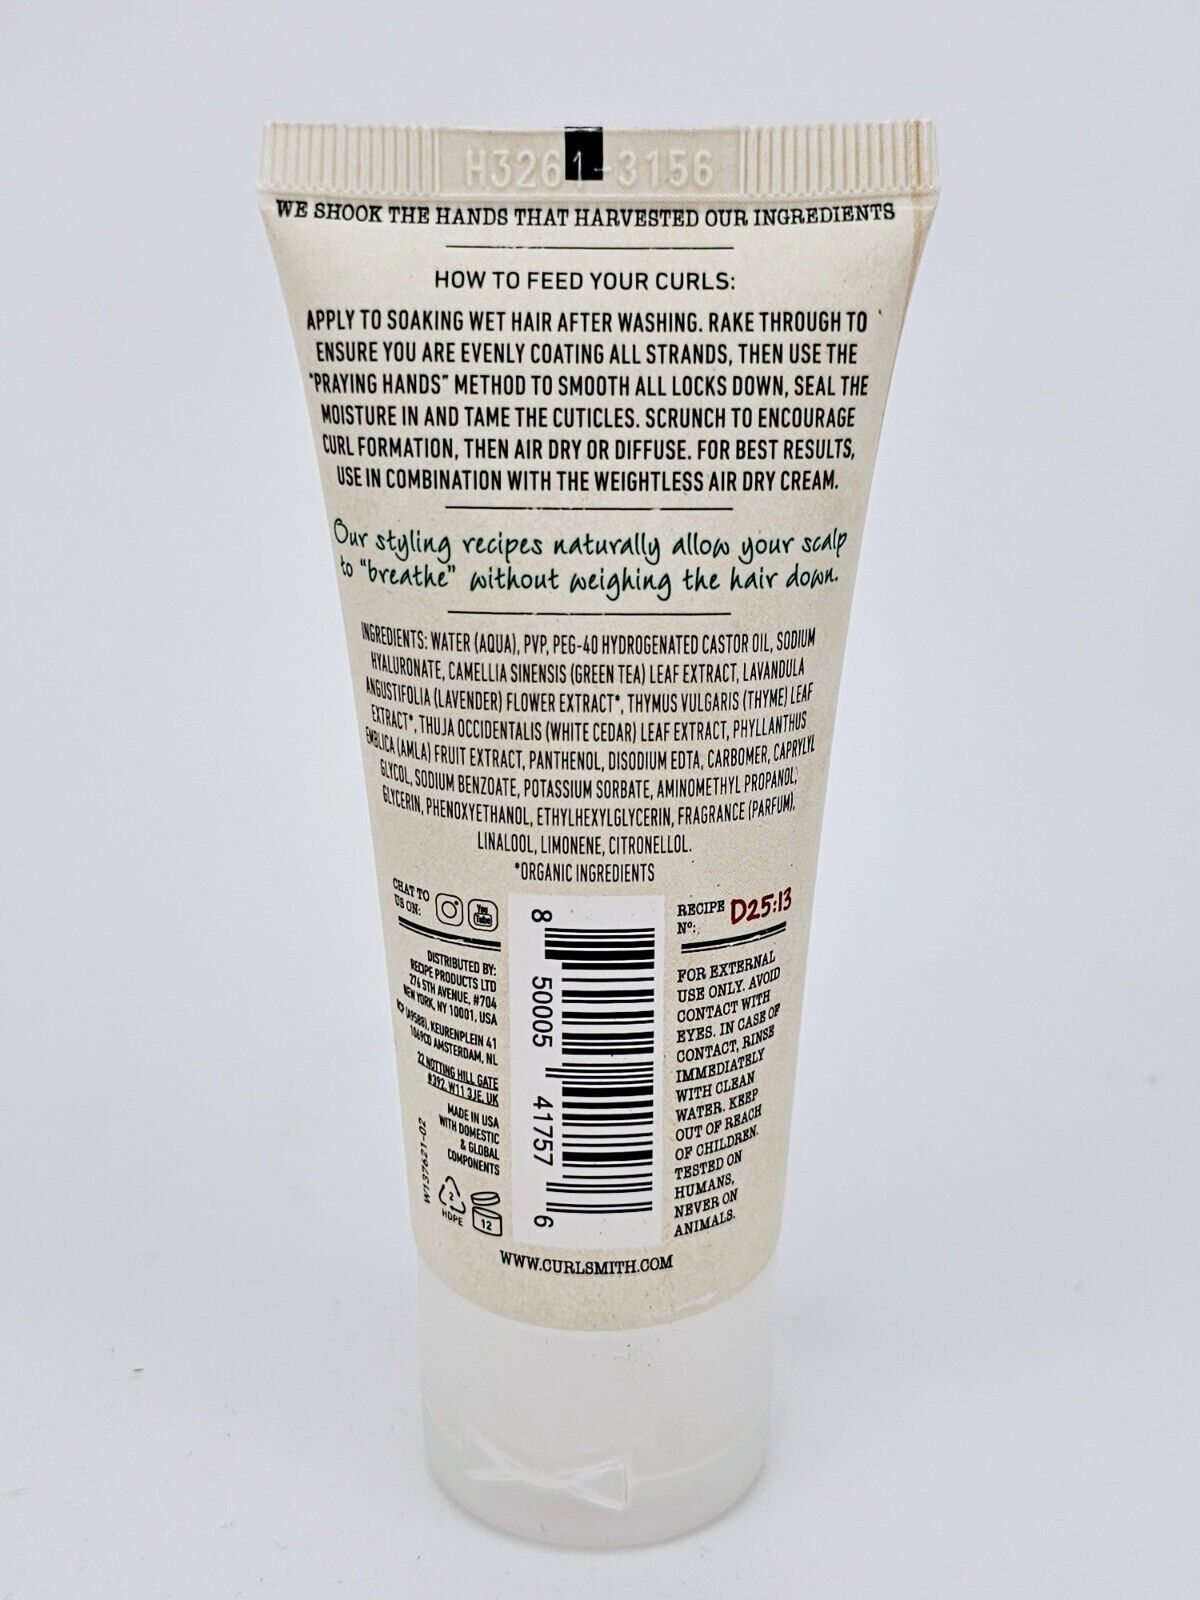 H3261-3156
WE SHOOK THE HANDS THAT HARVESTED OUR INGREDIENTS
HOW TO FEED YOUR CURLS:
APPLY TO SOAKING WET HAIR AFTER WASHING. RAKE THROUGH TO
ENSURE YOU ARE EVENLY COATING ALL STRANDS, THEN USE THE
"PRAYING HANDS" METHOD TO SMOOTH ALL LOCKS DOWN, SEAL THE
MOISTURE IN AND TAME THE CUTICLES. SCRUNCH TO ENCOURAGE
CURL FORMATION, THEN AIR DRY OR DIFFUSE. FOR BEST RESULTS,
USE IN COMBINATION WITH THE WEIGHTLESS AIR DRY CREAM.
Our styling recipes naturally allow your scalp
to "breathe" without weighing the hair down.
INGREDIENTS: WATER (AQUA), PVP, PEG-40 HYDROGENATED CASTOR OIL, SODIUM
HYALURONATE, CAMELLIA SINENSIS (GREEN TEA) LEAF EXTRACT, LAVANDULA
ANGUSTIFOLIA (LAVENDER) FLOWER EXTRACT*, THYMUS VULGARIS (THYME) LEAF
EXTRACT*, THUJA OCCIDENTALIS (WHITE CEDAR) LEAF EXTRACT, PHYLLANTHUS
EMBLICA (AMLA) FRUIT EXTRACT, PANTHENOL, DISODIUM EDTA, CARBOMER, CAPRYLYL
GLYCOL, SODIUM BENZOATE, POTASSIUM SORBATE, AMINOMETHYL PROPANOL,
GLYCERIN, PHENOXYETHANOL, ETHYLHEXYLGLYCERIN, FRAGRANCE (PARFUM),
LINALOOL, LIMONENE, CITRONELLOL.
*ORGANIC INGREDIENTS
CHAT TO
US ON:
You
Tube
DISTRIBUTED BY:
RECIPE PRODUCTS LTD
276 5TH AVENUE, #704
NEW YORK, NY 10001, USA
(A9588), KEURENPLEIN 41
1069CD AMSTERDAM, NL
22 NOTTING HILL GATE
#392, W11 3JE, UK
MADE IN USA
WITH DOMESTIC
& GLOBAL
COMPONENTS
W137621-02
2
HDPE
12
8 50005 41757 6
RECIPE
Nº: D25:13
FOR EXTERNAL
USE ONLY. AVOID
CONTACT WITH
EYES. IN CASE OF
CONTACT, RINSE
IMMEDIATELY
WITH CLEAN
WATER. KEEP
OUT OF REACH
OF CHILDREN.
TESTED ON
HUMANS,
NEVER ON
ANIMALS.
WWW.CURLSMITH.COM